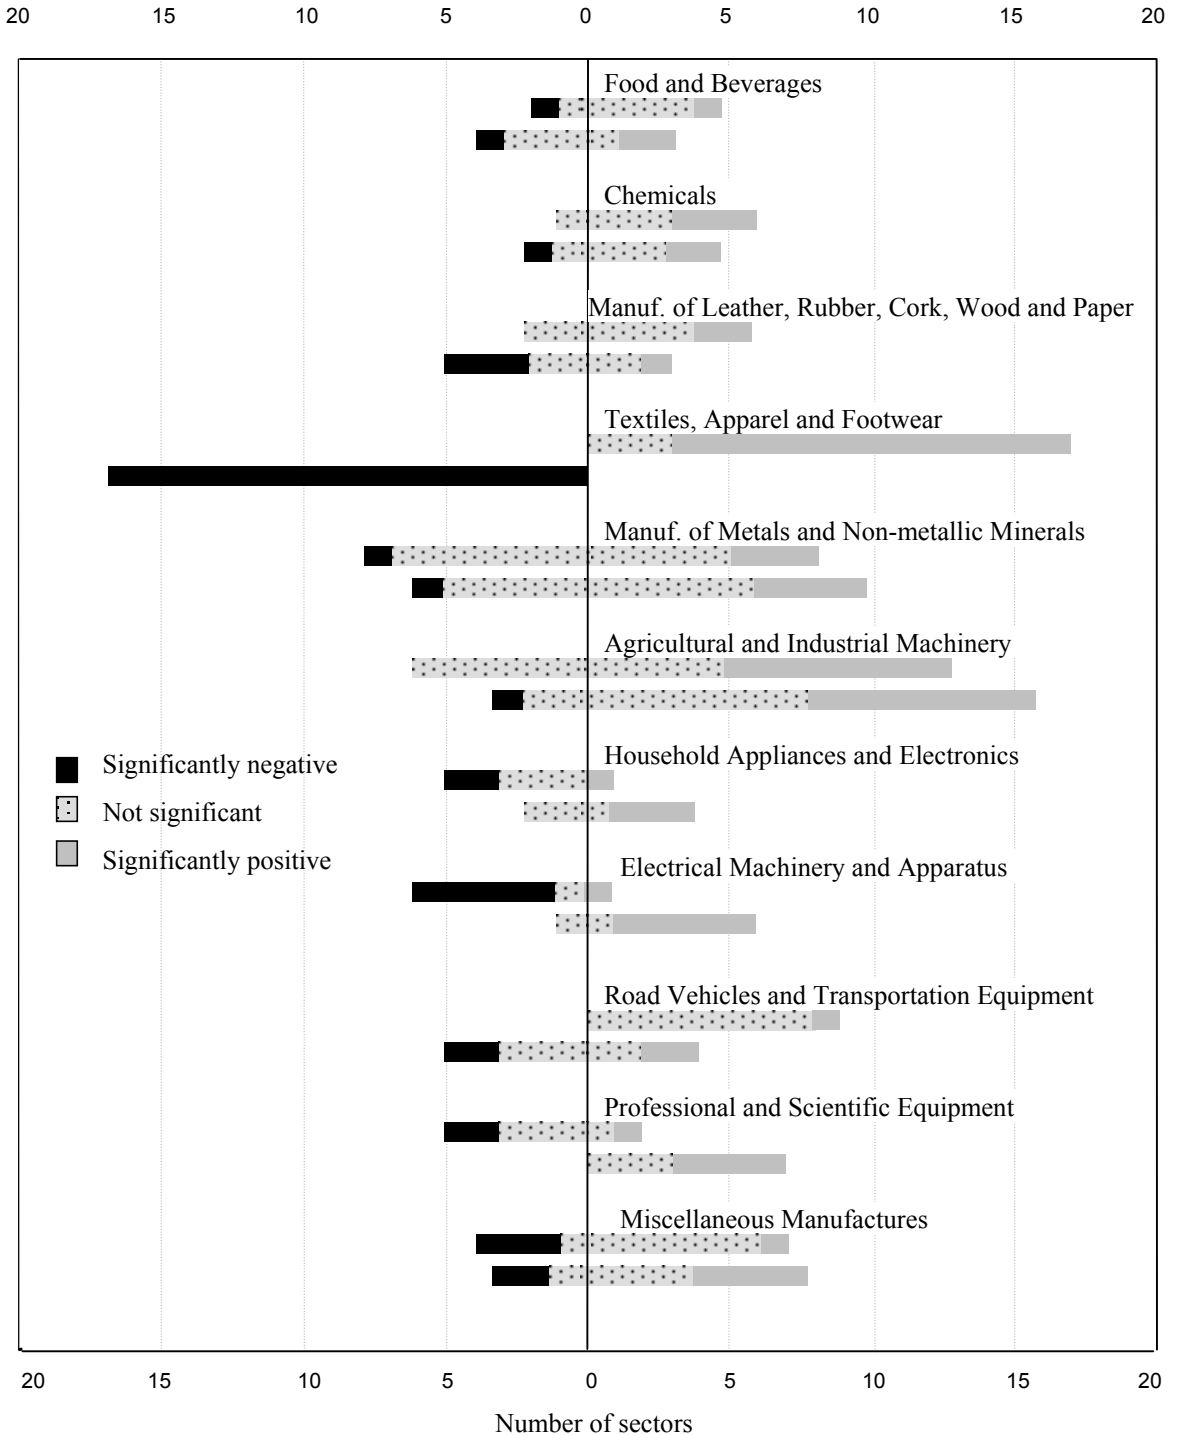 20 15 10 5 0 5 10 15 20
Food and Beverages
Chemicals
Manuf. of Leather, Rubber, Cork, Wood and Paper
Textiles, Apparel and Footwear
Manuf. of Metals and Non-metallic Minerals
Agricultural and Industrial Machinery
Household Appliances and Electronics
Significantly negative
Not significant
Significantly positive
Electrical Machinery and Apparatus
Road Vehicles and Transportation Equipment
Professional and Scientific Equipment
Miscellaneous Manufactures
20 15 10 5 0 5 10 15 20
Number of sectors